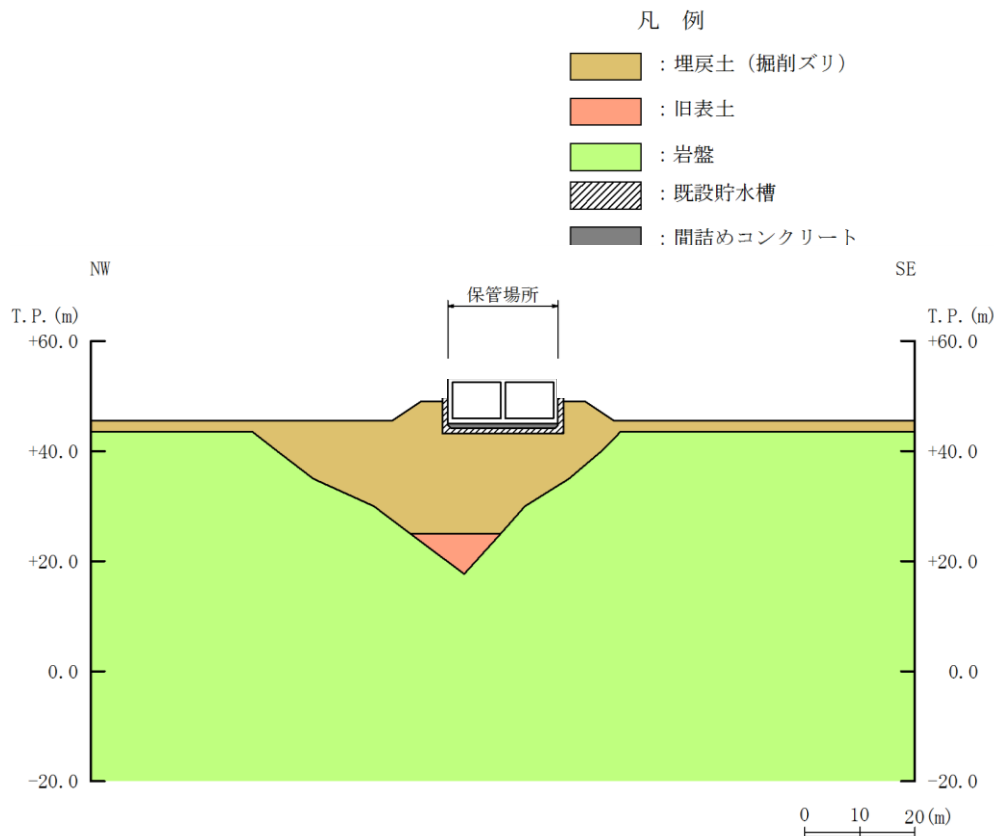 凡 例
:埋戻土(掘削ズリ)
:旧表土
:岩盤
:既設貯水槽
:間詰めコンクリート
NW
SE
保管場所
T.P.(m)
T.P.(m)
+60.0
+60.0
+40.0
+40.0
+20.0
+20.0
0.0
0.0
-20.0
-20.0
0 10 20(m)